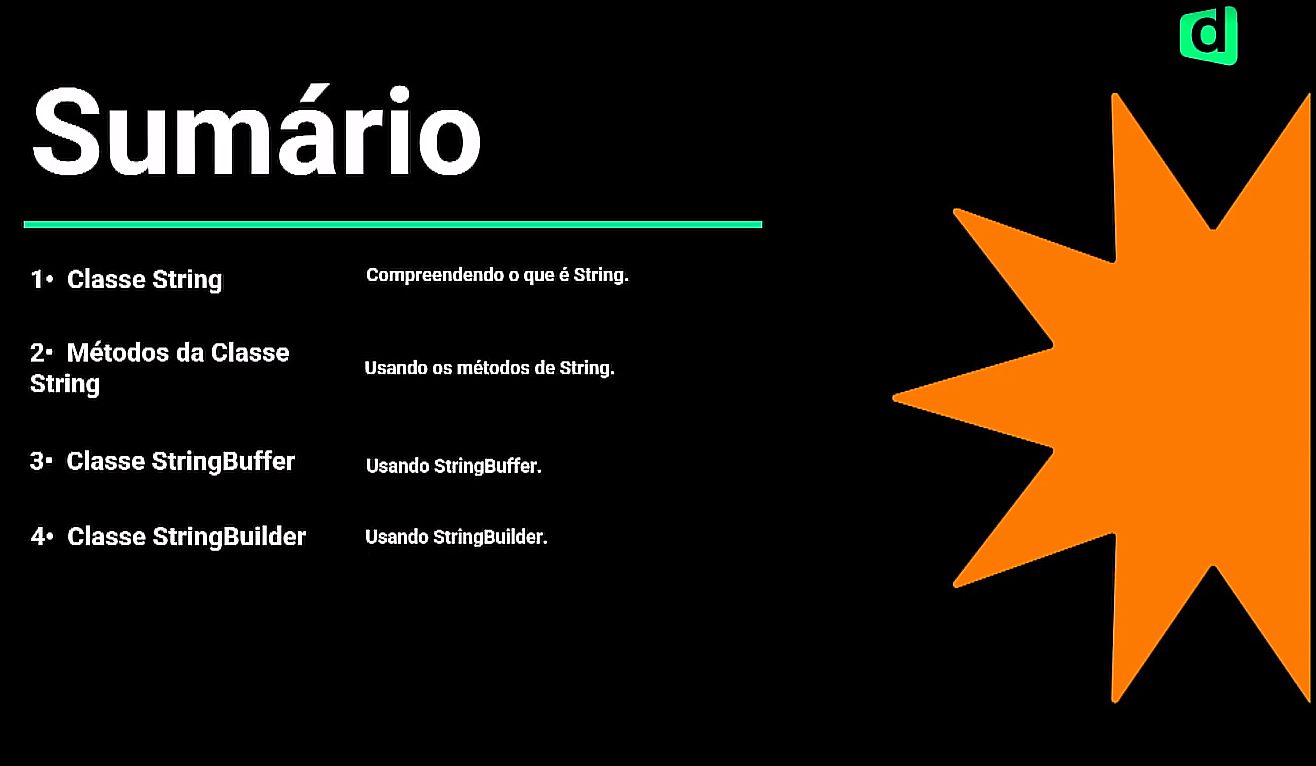 d
Sumário
1• Classe String
Compreendendo o que é String.
2• Métodos da Classe
String
Usando os métodos de String.
3• Classe StringBuffer
Usando StringBuffer.
4• Classe StringBuilder
Usando StringBuilder.